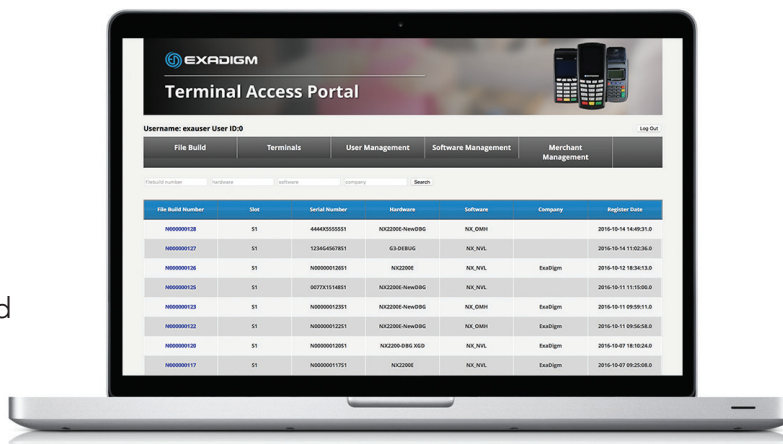 EXADIGM
Terminal Access Portal
Username: exauser User ID:0 Log Out
File Build Terminals User Management Software Management Merchant Management
filebuild number hardware software company Search
File Build Number Slot Serial Number Hardware Software Company Register Date
N000000128 S1 4444X5555551 NX2200E-NewDBG NX_OMH 2016-10-14 14:49:31.0
N000000127 S1 1234G4567851 G3-DEBUG NX_NVL 2016-10-14 11:02:36.0
N000000126 S1 N00000012651 NX2200E NX_NVL ExaDigm 2016-10-12 18:34:13.0
N000000125 S1 0077X1514851 NX2200E-NewDBG NX_NVL 2016-10-11 11:15:00.0
N000000123 S1 N00000012351 NX2200E-NewDBG NX_OMH ExaDigm 2016-10-11 09:59:11.0
N000000122 S1 N00000012251 NX2200E-NewDBG NX_OMH ExaDigm 2016-10-11 09:56:58.0
d
N000000120 S1 N00000012051 NX2200-DBG XGD NX_NVL ExaDigm 2016-10-07 18:10:24.0
N000000117 S1 N00000011751 NX2200E NX_NVL ExaDigm 2016-10-07 09:25:08.0